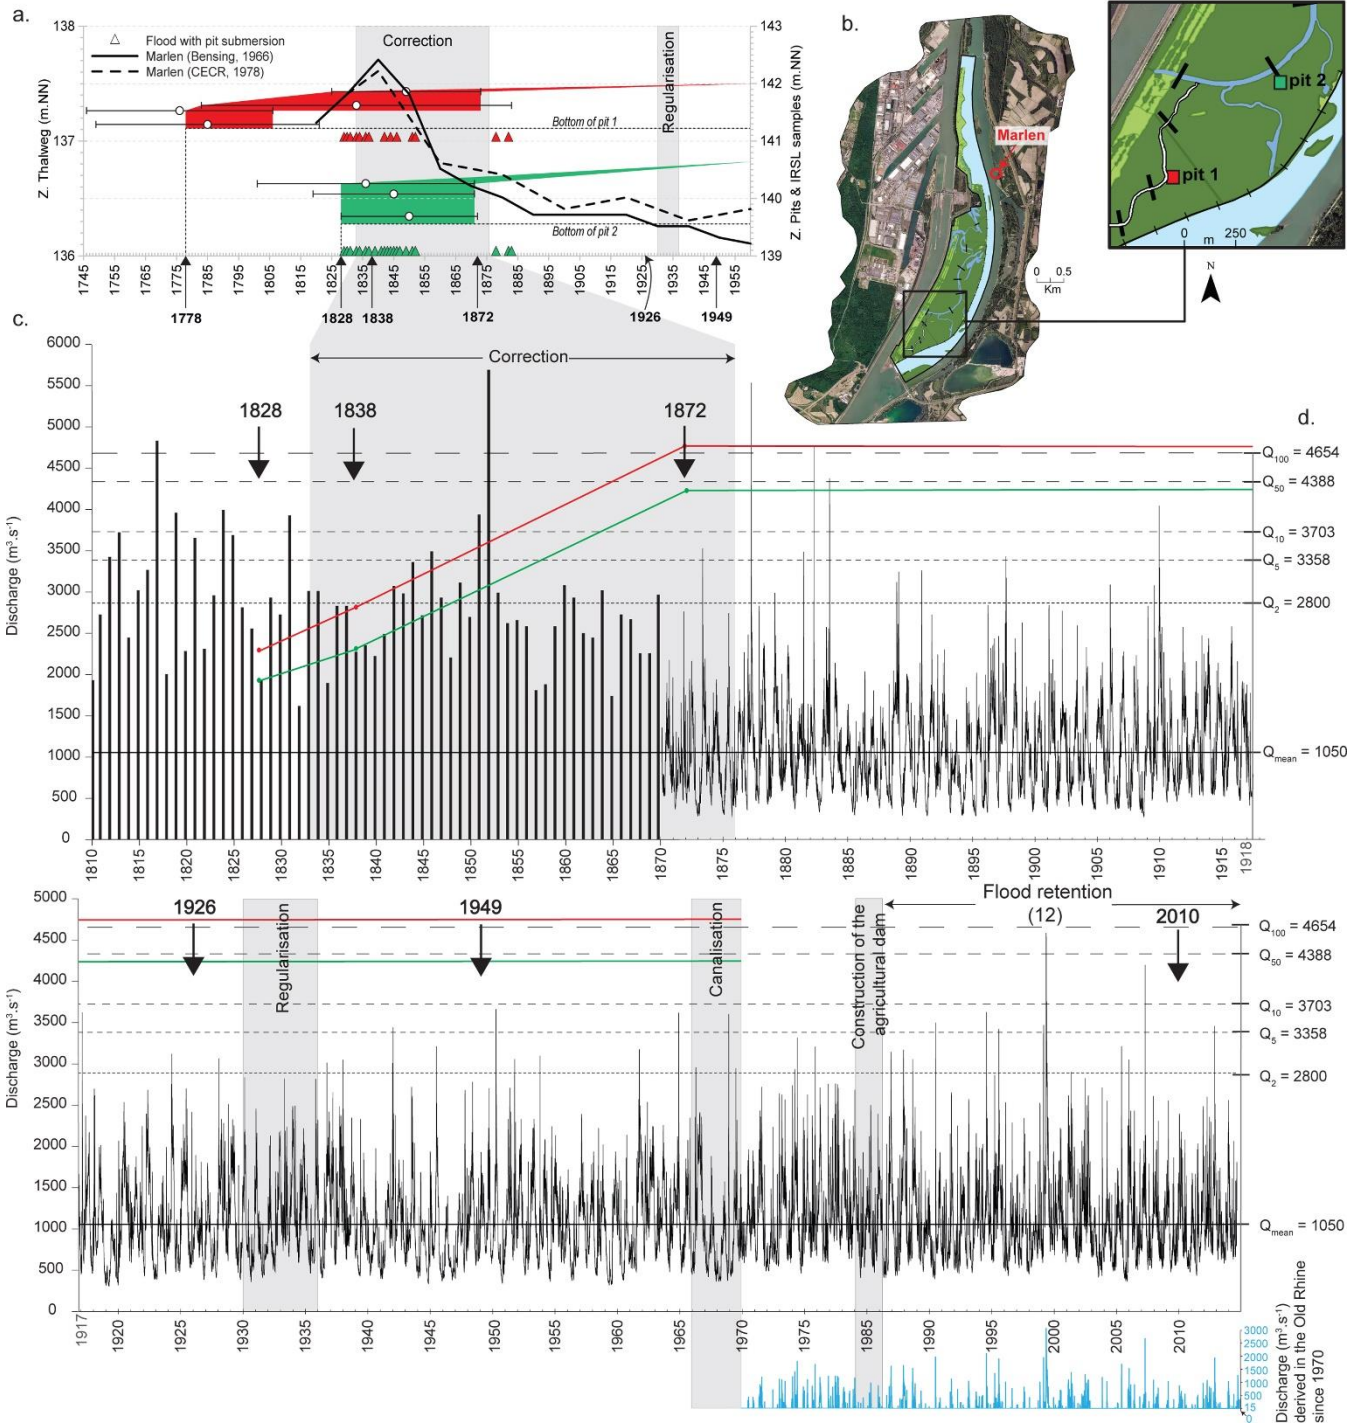 a.
138
137
136
Z. Thalweg (m.NN)
Flood with pit submersion
Marlen (Bensing, 1966)
Marlen (CECR, 1978)
Correction
Regularisation
Bottom of pit 1
Bottom of pit 2
143
142
141
140
139
Z. Pits & IRSL samples (m.NN)
1745
1755
1765
1775
1785
1795
1805
1815
1825
1835
1845
1855
1865
1875
1885
1895
1905
1915
1925
1935
1945
1955
1778
1828
1838
1872
1926
1949
b.
Marlen
0 0.5
Km
pit 2
pit 1
0 250
m
N
c.
6000
5500
5000
4500
4000
3500
3000
2500
2000
1500
1000
500
0
Discharge (m³.s⁻¹)
Correction
1828
1838
1872
d.
Q100 = 4654
Q50 = 4388
Q10 = 3703
Q5 = 3358
Q2 = 2800
Qmean = 1050
1810
1815
1820
1825
1830
1835
1840
1845
1850
1855
1860
1865
1870
1875
1880
1885
1890
1895
1900
1905
1910
1915
1918
5000
4500
4000
3500
3000
2500
2000
1500
1000
500
0
Discharge (m³.s⁻¹)
1926
Regularisation
1949
Canalisation
Construction of the
agricultural dam
Flood retention
(12)
2010
Q100 = 4654
Q50 = 4388
Q10 = 3703
Q5 = 3358
Q2 = 2800
Qmean = 1050
1917
1920
1925
1930
1935
1940
1945
1950
1955
1960
1965
1970
1975
1980
1985
1990
1995
2000
2005
2010
3000
2500
2000
1500
1000
500
15
0
Discharge (m³.s⁻¹)
derived in the Old Rhine
since 1970